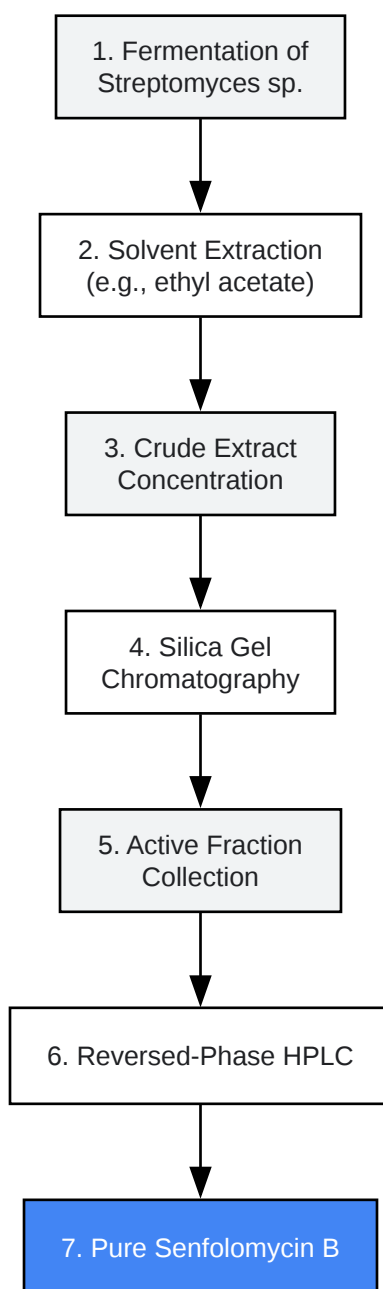 1. Fermentation of
Streptomyces sp.
2. Solvent Extraction
(e.g., ethyl acetate)
3. Crude Extract
Concentration
4. Silica Gel
Chromatography
5. Active Fraction
Collection
6. Reversed-Phase HPLC
7. Pure Senfolomycin B